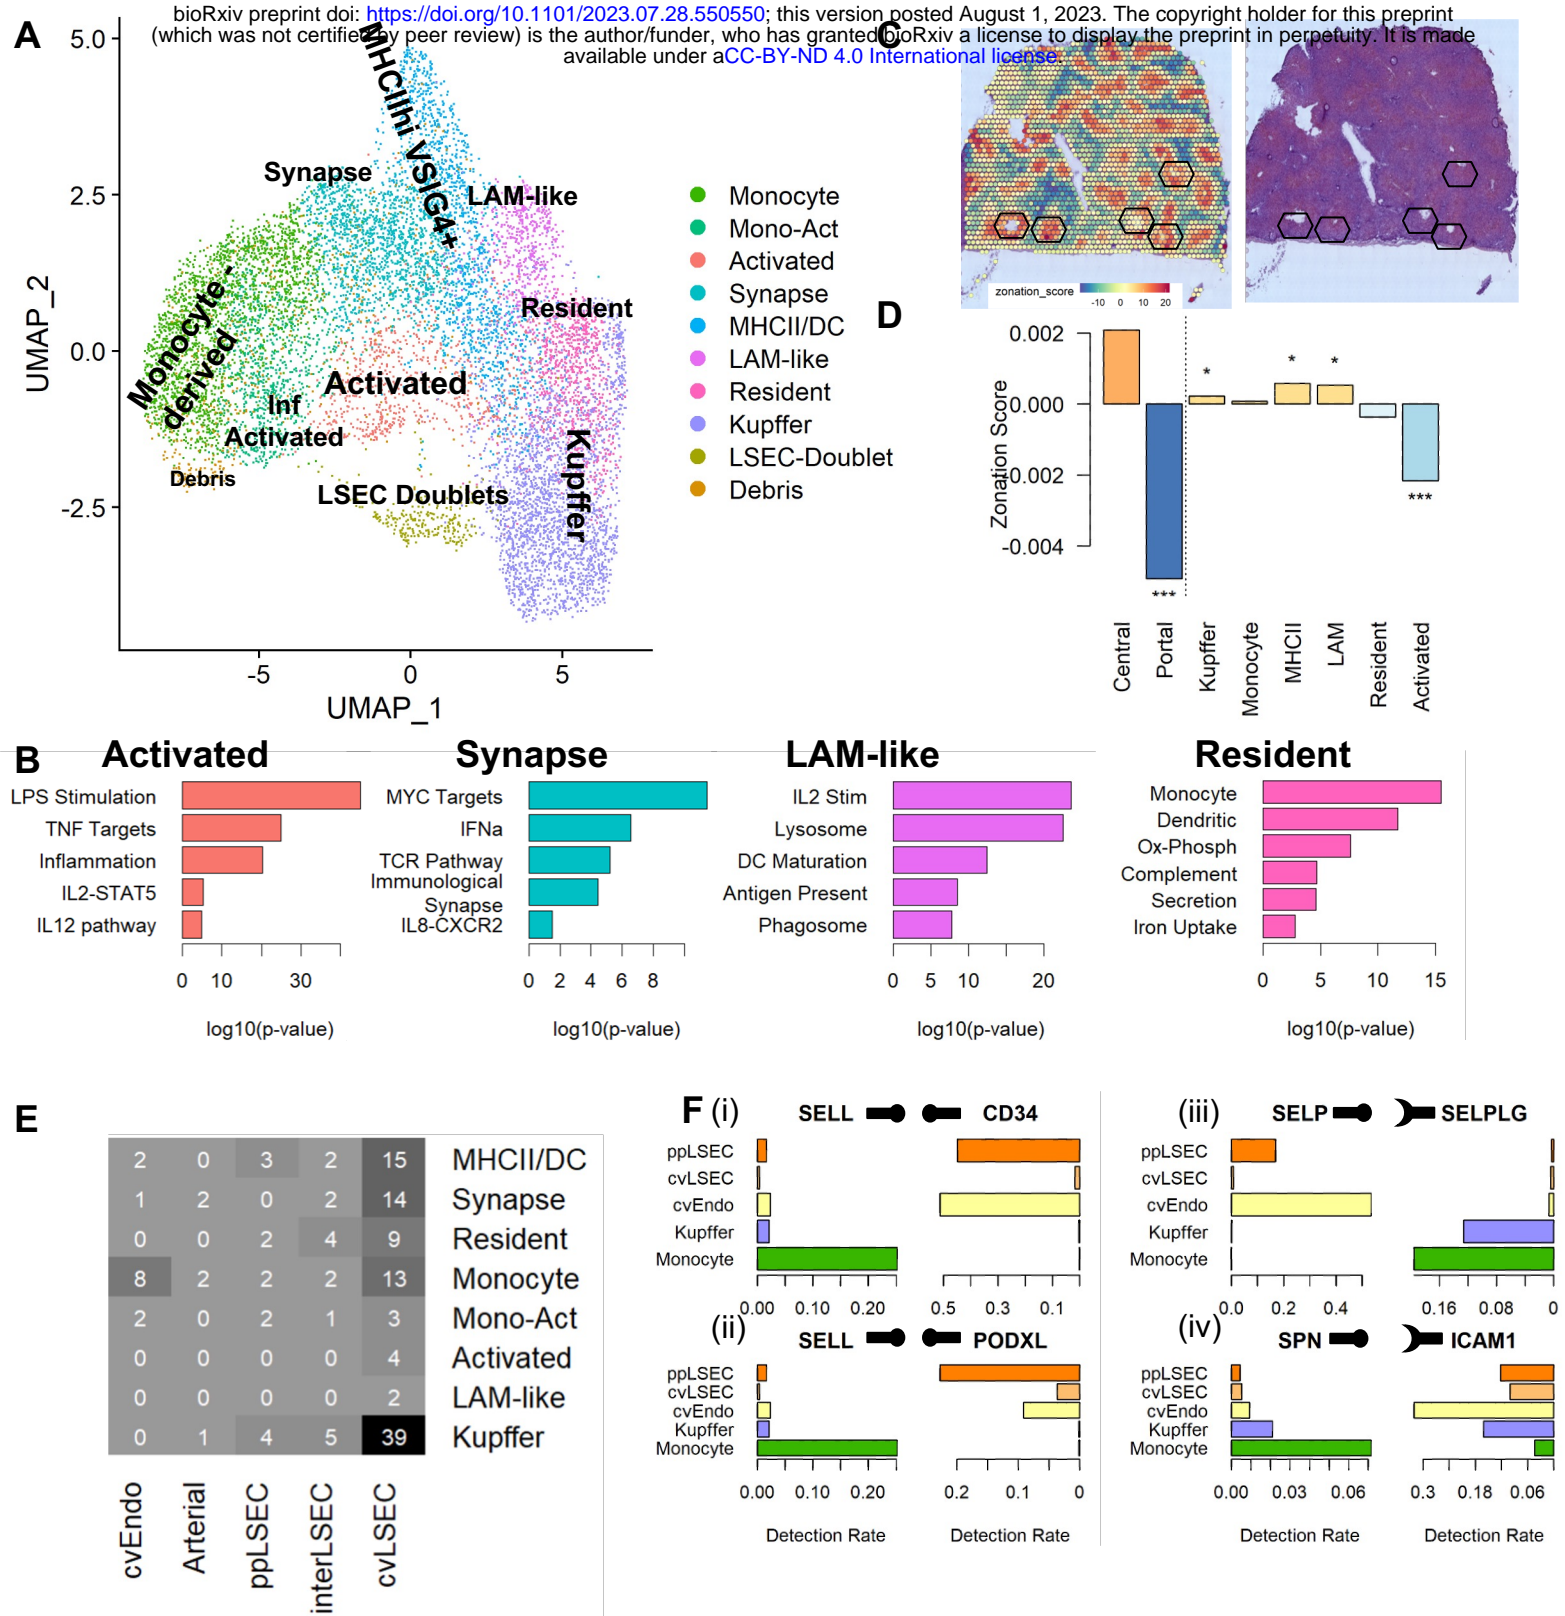 bioRxiv preprint doi: https://doi.org/10.1101/2023.07.28.550550; this version posted August 1, 2023. The copyright holder for this preprint
(which was not certified by peer review) is the author/funder, who has granted bioRxiv a license to display the preprint in perpetuity. It is made
available under aCC-BY-ND 4.0 International license.
A
5.0
2.5
0.0
-2.5
UMAP_2
-5
0
5
UMAP_1
MHCIIhi VSIG4+
Synapse
LAM-like
Resident
Monocyte -
derived
Activated
Inf
Activated
Debris
LSEC Doublets
Kupffer
Monocyte
Mono-Act
Activated
Synapse
MHCII/DC
LAM-like
Resident
Kupffer
LSEC-Doublet
Debris
C
zonation_score
-10 0 10 20
D
Zonation Score
0.002
0.000
-0.002
-0.004
***
*
*
*
***
Central
Portal
Kupffer
Monocyte
MHCII
LAM
Resident
Activated
B
Activated
LPS Stimulation
TNF Targets
Inflammation
IL2-STAT5
IL12 pathway
0 10 30
log10(p-value)
Synapse
MYC Targets
IFNa
TCR Pathway
Immunological
Synapse
IL8-CXCR2
0 2 4 6 8
log10(p-value)
LAM-like
IL2 Stim
Lysosome
DC Maturation
Antigen Present
Phagosome
0 5 10 20
log10(p-value)
Resident
Monocyte
Dendritic
Ox-Phosph
Complement
Secretion
Iron Uptake
0 5 10 15
log10(p-value)
E
2 0 3 2 15 MHCII/DC
1 2 0 2 14 Synapse
0 0 2 4 9 Resident
8 2 2 2 13 Monocyte
2 0 2 1 3 Mono-Act
0 0 0 0 4 Activated
0 0 0 0 2 LAM-like
0 1 4 5 39 Kupffer
cvEndo
Arterial
ppLSEC
interLSEC
cvLSEC
F
(i)
SELL CD34
ppLSEC
cvLSEC
cvEndo
Kupffer
Monocyte
0.00 0.10 0.20
0.5 0.3 0.1
(ii)
SELL PODXL
ppLSEC
cvLSEC
cvEndo
Kupffer
Monocyte
0.00 0.10 0.20
0.2 0.1 0
Detection Rate Detection Rate
(iii)
SELP SELPLG
ppLSEC
cvLSEC
cvEndo
Kupffer
Monocyte
0.0 0.2 0.4
0.16 0.08 0
(iv)
SPN ICAM1
ppLSEC
cvLSEC
cvEndo
Kupffer
Monocyte
0.00 0.03 0.06
0.3 0.18 0.06
Detection Rate Detection Rate